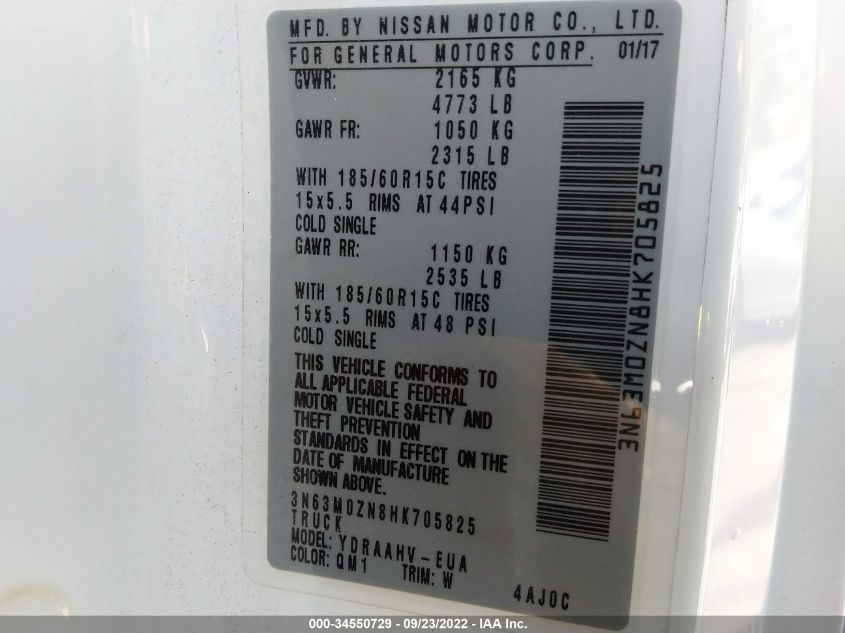 MFD. BY NISSAN MOTOR CO., LTD.
FOR GENERAL MOTORS CORP. 01/17
GVWR: 2165 KG
4773 LB
GAWR FR: 1050 KG
2315 LB
WITH 185/60R15C TIRES
15x5.5 RIMS AT 44PSI
COLD SINGLE
GAWR RR: 1150 KG
2535 LB
WITH 185/60R15C TIRES
15x5.5 RIMS AT 48 PSI
COLD SINGLE
THIS VEHICLE CONFORMS TO
ALL APPLICABLE FEDERAL
MOTOR VEHICLE SAFETY AND
THEFT PREVENTION
STANDARDS IN EFFECT ON THE
DATE OF MANUFACTURE
SHOWN ABOVE.
3N63M0ZN8HK705825
TRUCK
MODEL: YDRAAHV-EUA
COLOR: QM1 TRIM: W
4AJ0C
3N63M0ZN8HK705825
000-34550729 - 09/23/2022 - IAA Inc.